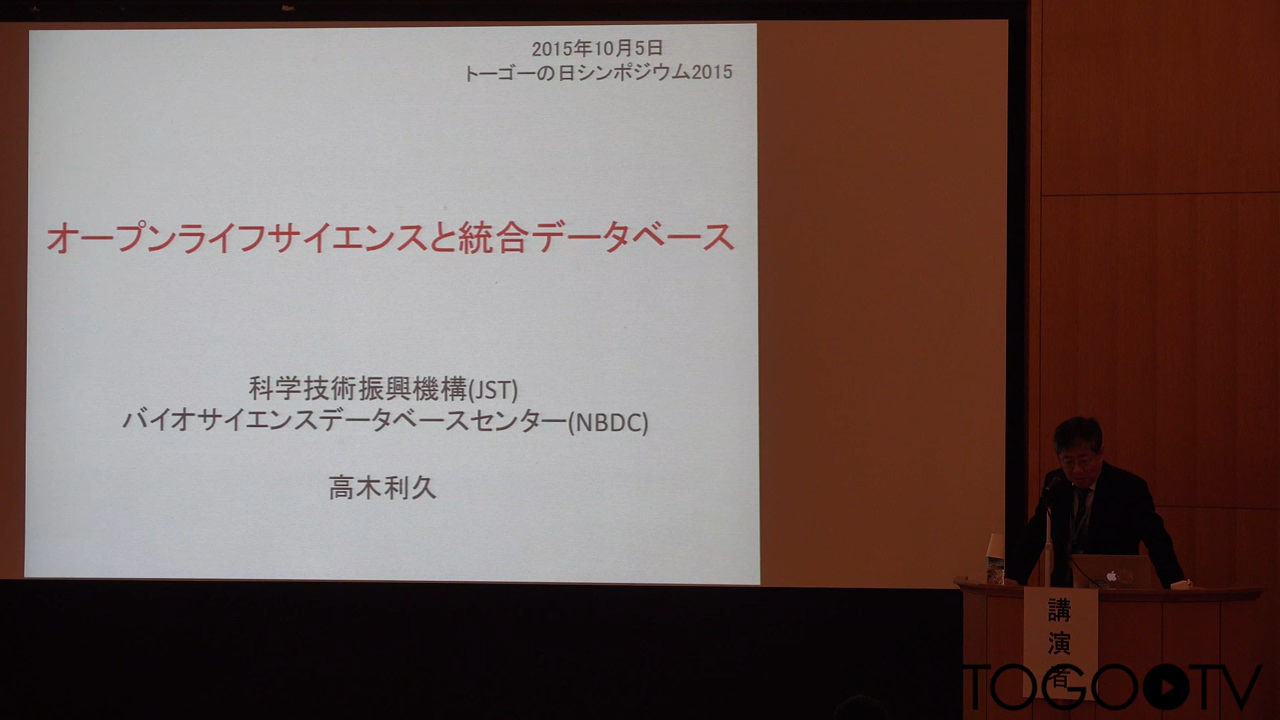 2015年10月5日
トーゴーの日シンポジウム2015
オープンライフサイエンスと統合データベース
科学技術振興機構(JST)
バイオサイエンスデータベースセンター(NBDC)
高木利久
講演者
TOGOTV